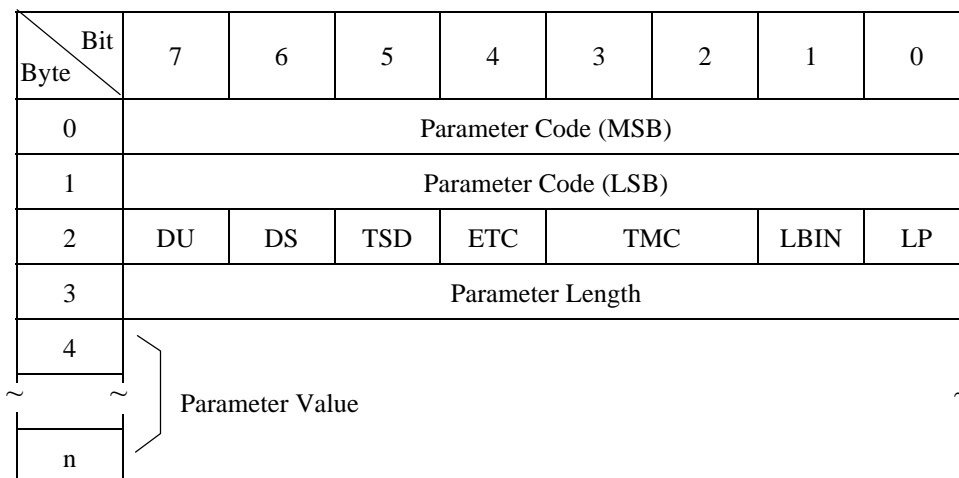 Bit
Byte 7 6 5 4 3 2 1 0
0 Parameter Code (MSB)
1 Parameter Code (LSB)
2 DU DS TSD ETC TMC LBIN LP
3 Parameter Length
4
~ ~ Parameter Value ~
n